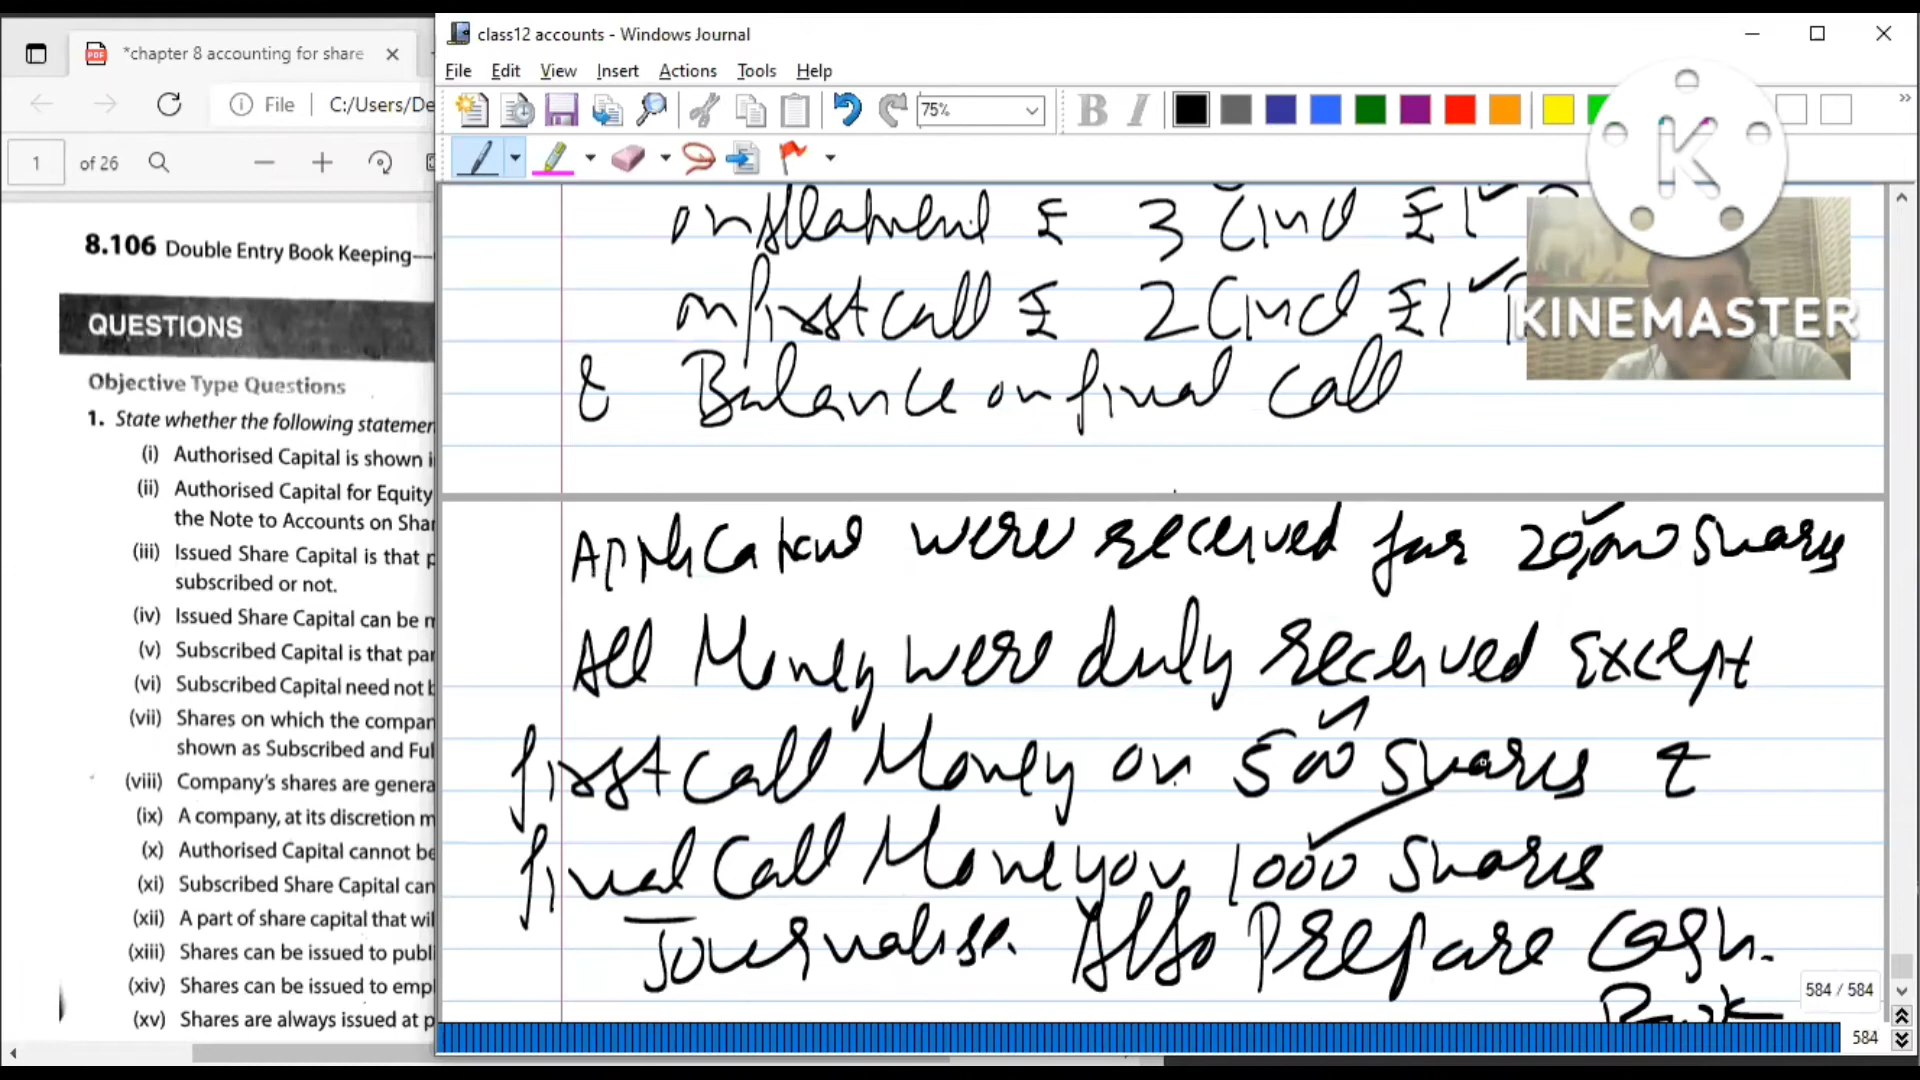 *chapter 8 accounting for share
File
C:/Users/De
1 of 26
8.106 Double Entry Book Keeping—
QUESTIONS
Objective Type Questions
1. State whether the following statemen
(i) Authorised Capital is shown i
(ii) Authorised Capital for Equity
the Note to Accounts on Shar
(iii) Issued Share Capital is that p
subscribed or not.
(iv) Issued Share Capital can be n
(v) Subscribed Capital is that par
(vi) Subscribed Capital need not b
(vii) Shares on which the compan
shown as Subscribed and Ful
(viii) Company's shares are genera
(ix) A company, at its discretion m
(x) Authorised Capital cannot be
(xi) Subscribed Share Capital can
(xii) A part of share capital that wil
(xiii) Shares can be issued to publ
(xiv) Shares can be issued to emp
(xv) Shares are always issued at p
class12 accounts - Windows Journal
File Edit View Insert Actions Tools Help
75%
B I
3 (incl £1
on first call £ 2 (incl £1
& Balance on final call
Applications were received for 20,000 Shares
All Money were duly received except
first call Money on 500 shares &
final call Money on 1000 shares
Journalise. Also Prepare Cash
Book
584 / 584
584
K
KINEMASTER